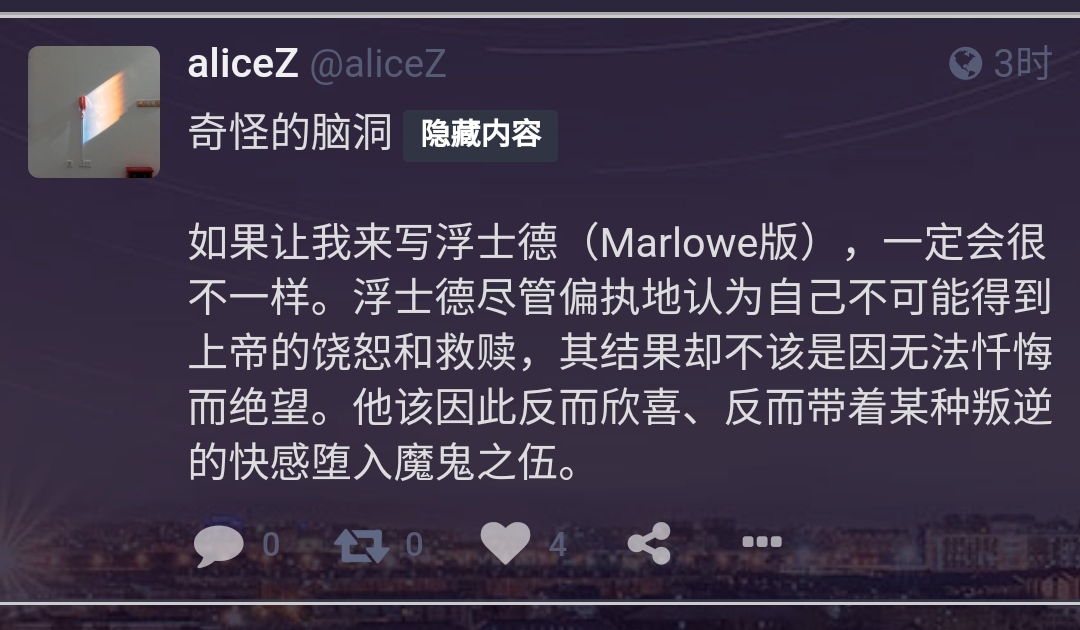 aliceZ @aliceZ 3时
奇怪的脑洞 隐藏内容
如果让我来写浮士德（Marlowe版），一定会很
不一样。浮士德尽管偏执地认为自己不可能得到
上帝的饶恕和救赎，其结果却不该是因无法忏悔
而绝望。他该因此反而欣喜、反而带着某种叛逆
的快感堕入魔鬼之伍。
0 0 4